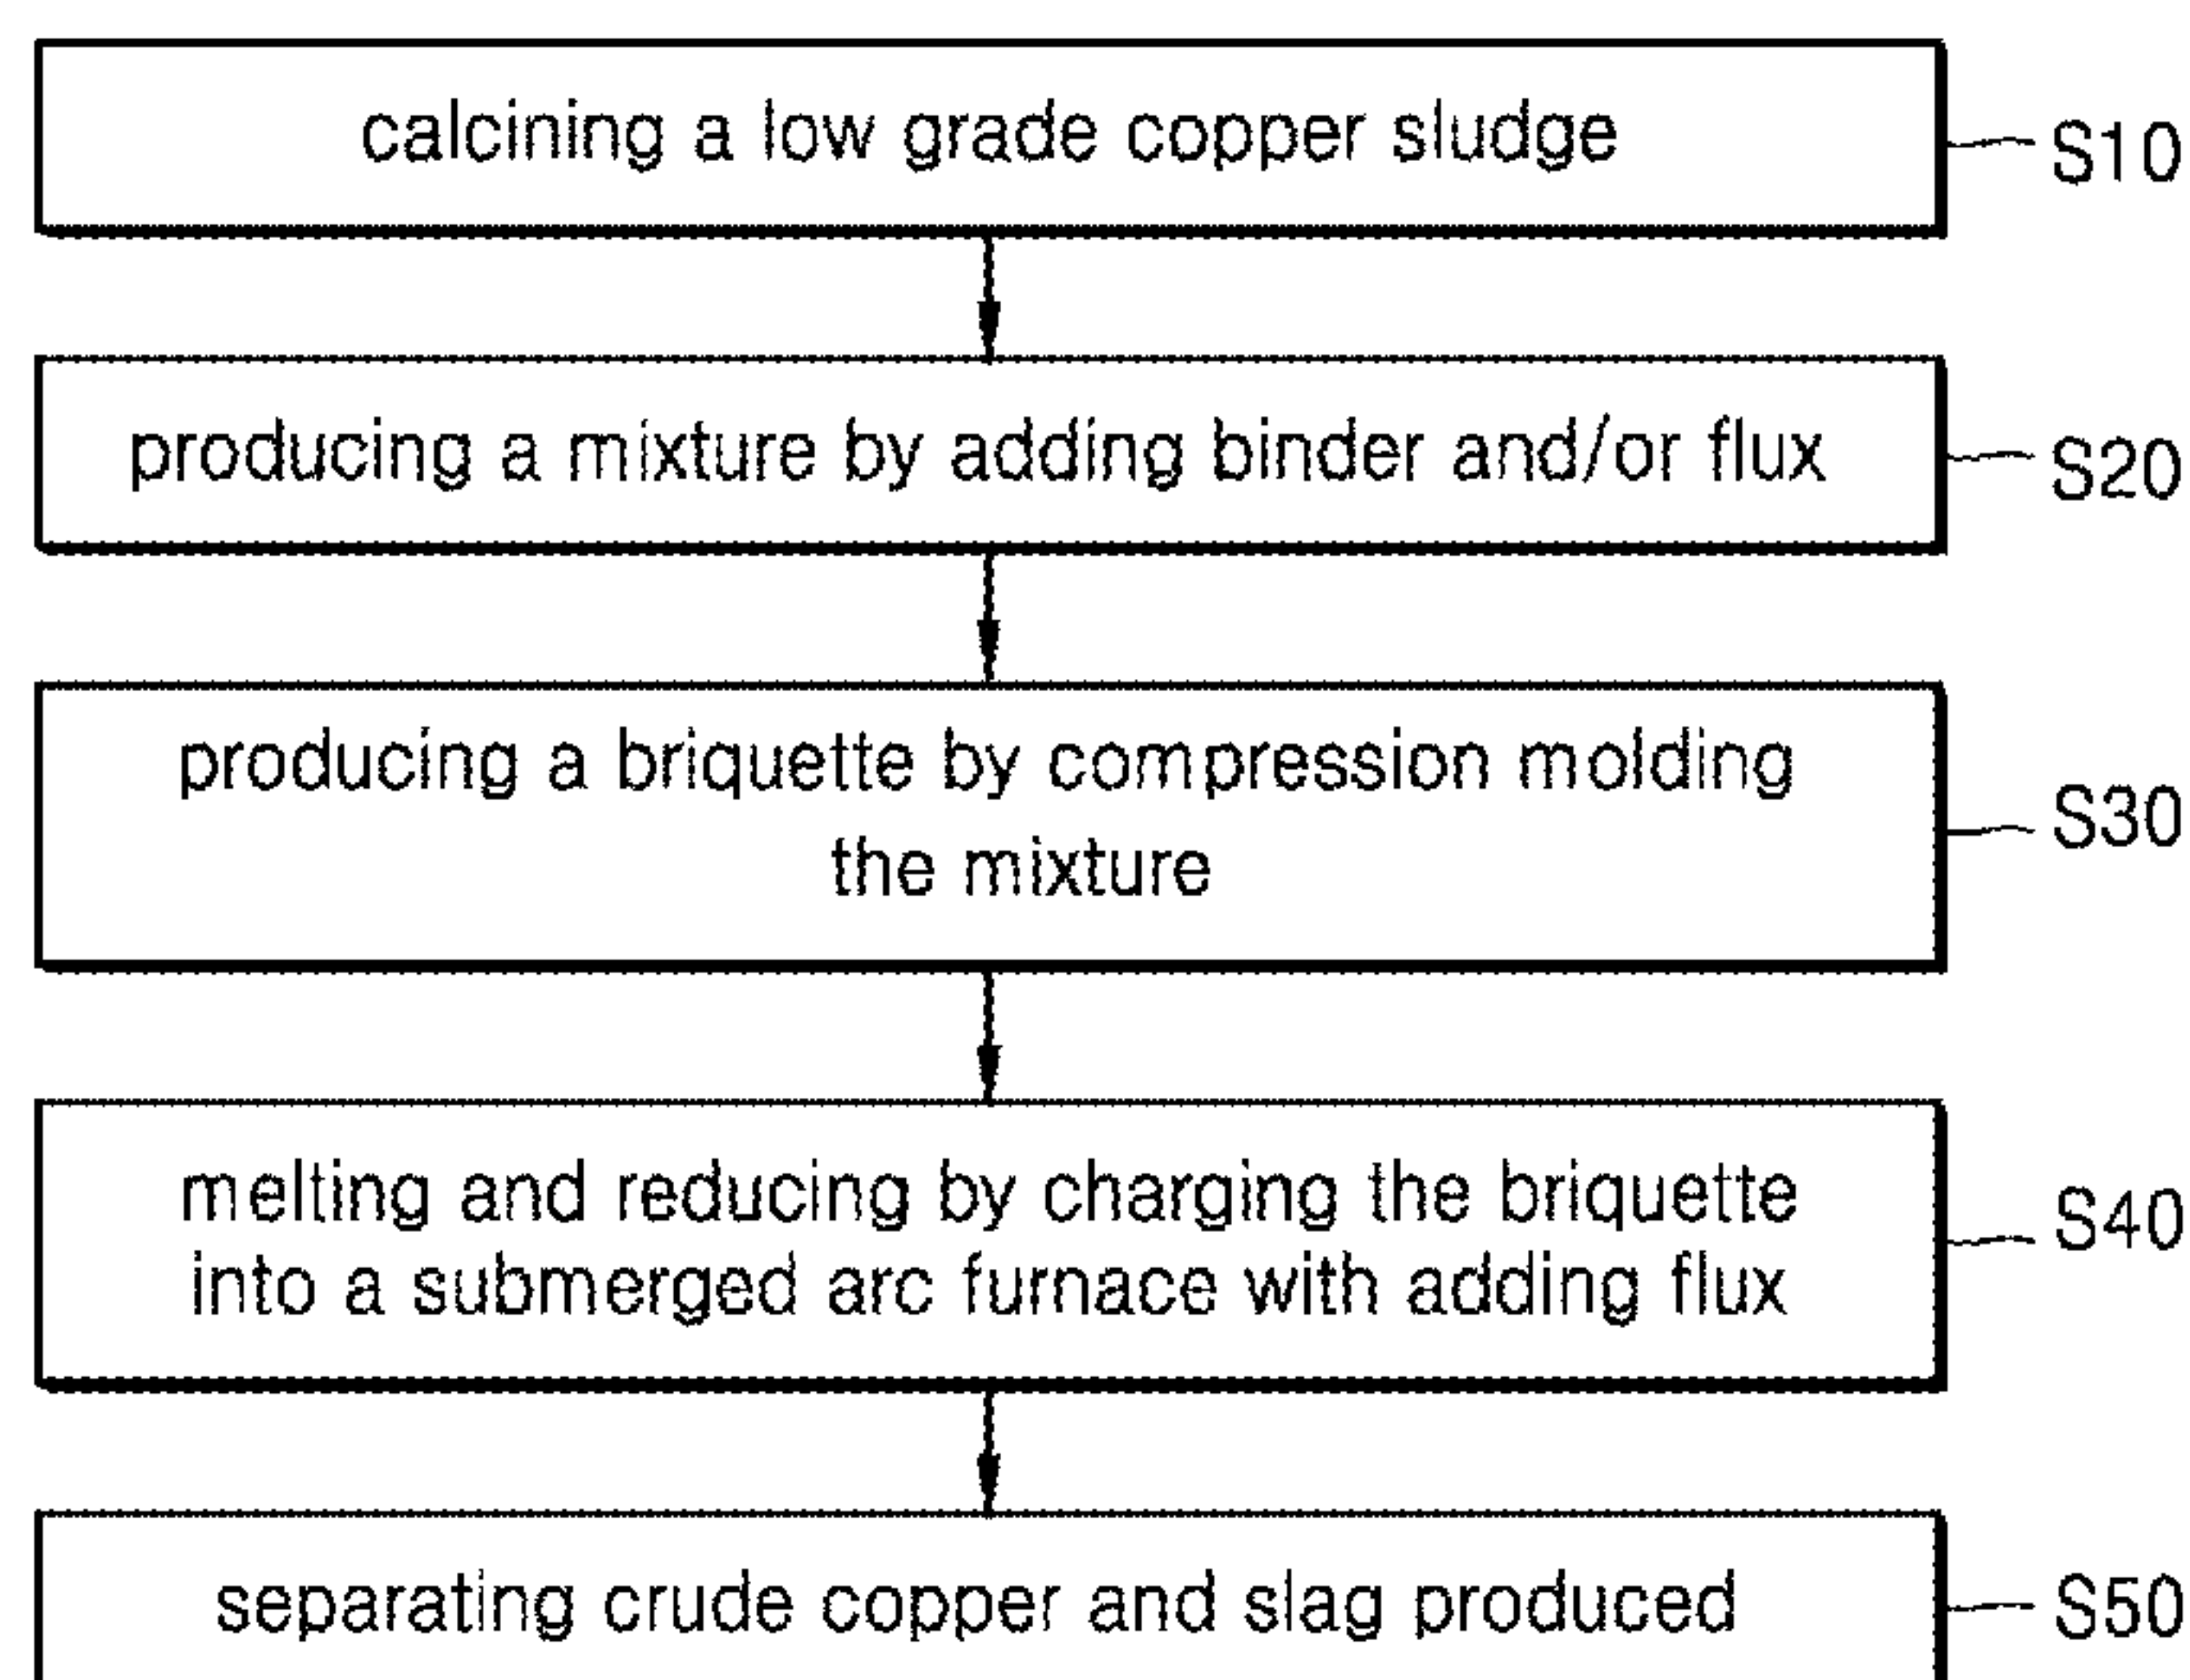 calcining a low grade copper sludge
S10
producing a mixture by adding binder and/or flux
S20
producing a briquette by compression molding
the mixture
S30
melting and reducing by charging the briquette
into a submerged arc furnace with adding flux
S40
separating crude copper and slag produced
S50